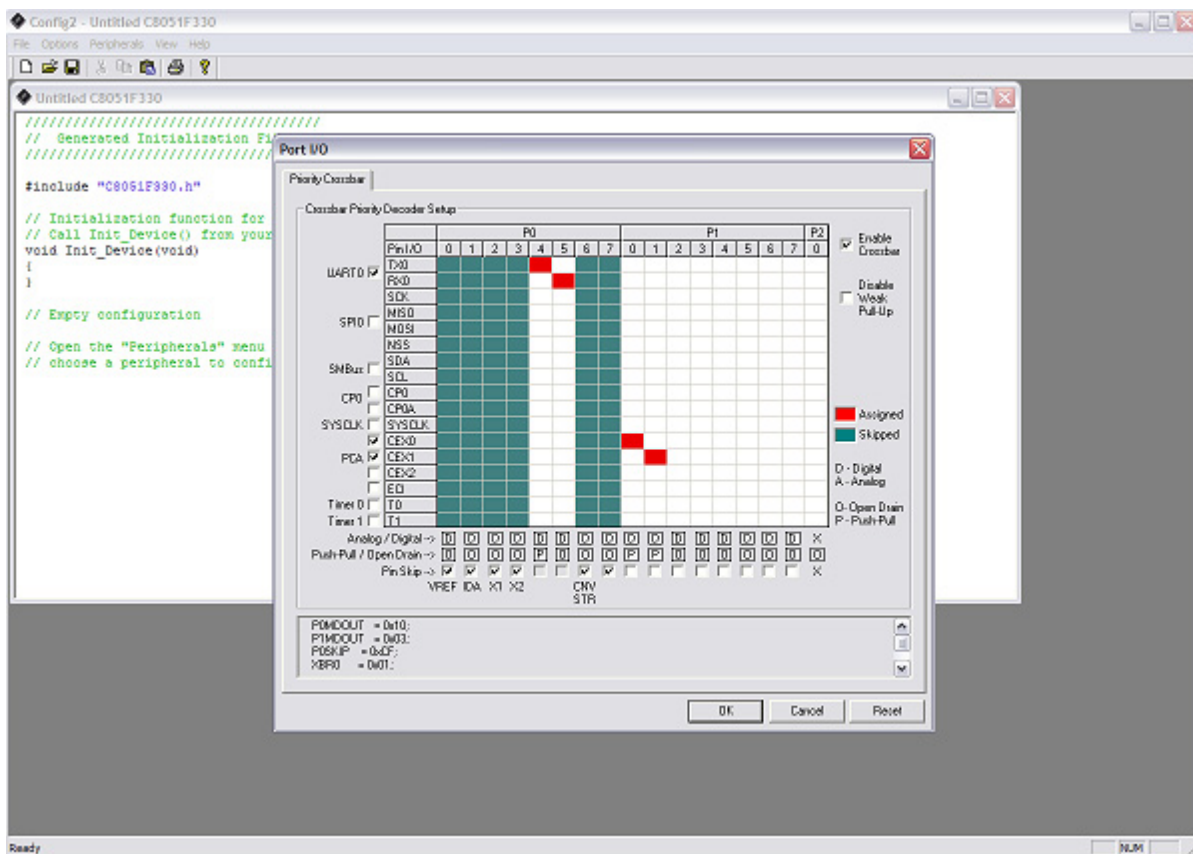 Config2 - Untitled C8051F330
File Options Peripherals View Help
Untitled C8051F330
/////////////////////////////////////
// Generated Initialization Fi
#include "C8051F330.h"
// Initialization function for
// Call Init_Device() from your
void Init_Device(void)
{
}
// Empty configuration
// Open the "Peripherals" menu
// choose a peripheral to confi
Port I/O
Priority Crossbar
Crossbar Priority Decoder Setup
P0 P1 P2
Pin I/O 0 1 2 3 4 5 6 7 0 1 2 3 4 5 6 7 0
UART0 TX0
RX0
SCK
SPI0 MISO
MOSI
NSS
SMBus SDA
SCL
CP0 CP0
CP0A
SYSCLK SYSCLK
CEX0
PCA CEX1
CEX2
ECI
Timer 0 T0
Timer 1 T1
Analog / Digital ->
Push-Pull / Open Drain ->
Pin Skip ->
VREF IDA X1 X2 CNV
STR
Enable
Crossbar
Disable
Weak
Pull-Up
Assigned
Skipped
D - Digital
A - Analog
O - Open Drain
P - Push-Pull
P0MDOUT = 0x10;
P1MDOUT = 0x03;
P0SKIP = 0xCF;
XBR0 = 0x01;
OK Cancel Reset
Ready NUM